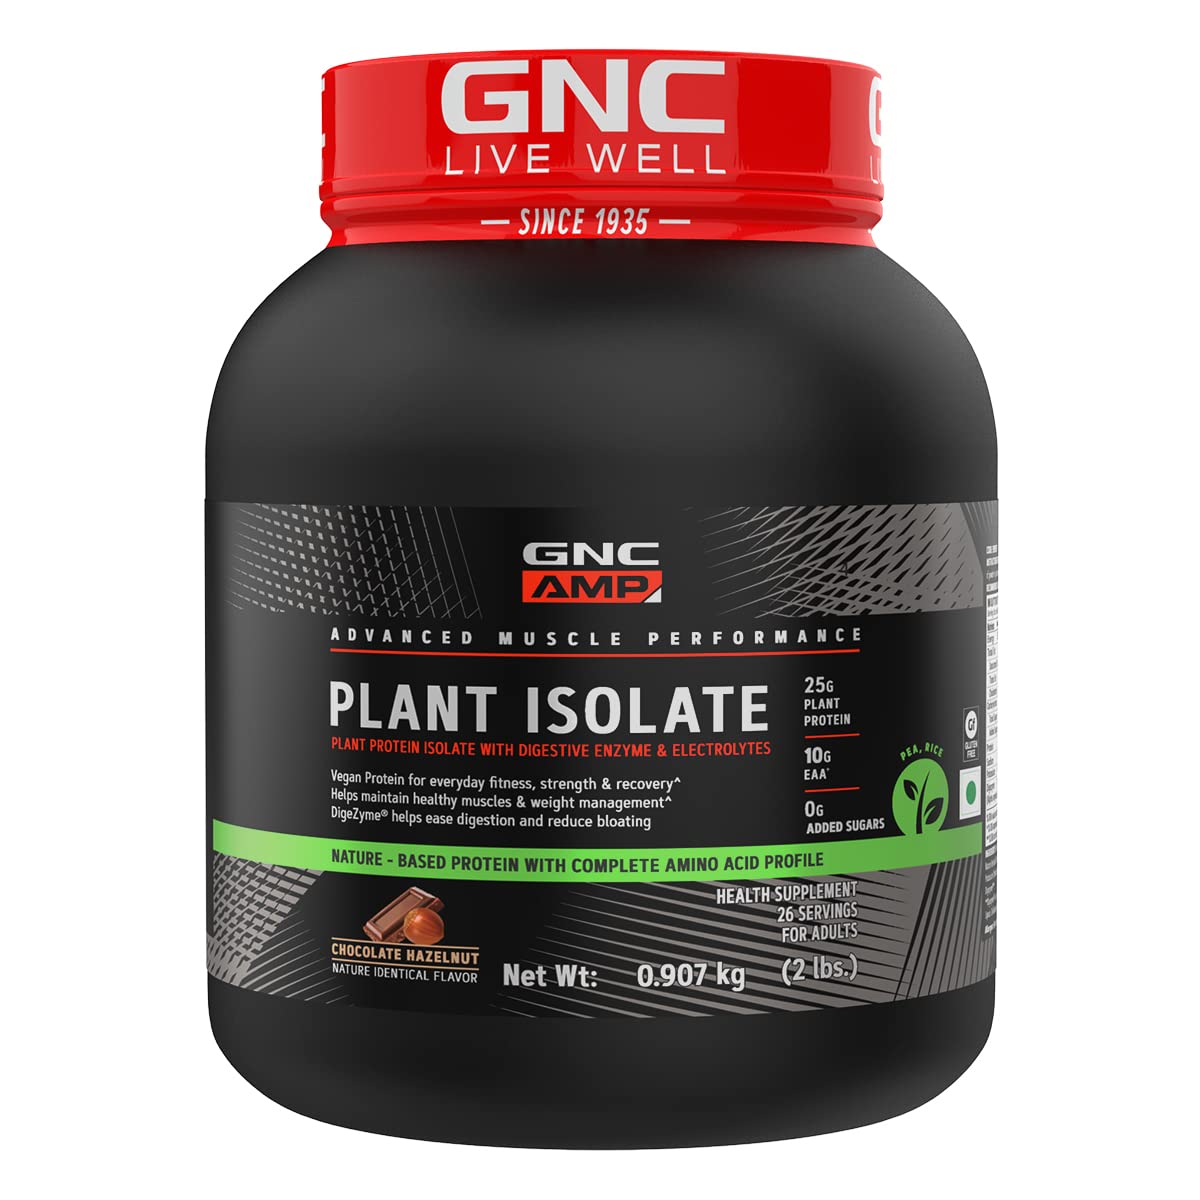 GNC
LIVE WELL
— SINCE 1935 —
GNC
AMP
ADVANCED MUSCLE PERFORMANCE
PLANT ISOLATE
PLANT PROTEIN ISOLATE WITH DIGESTIVE ENZYME & ELECTROLYTES
Vegan Protein for everyday fitness, strength & recovery^
Helps maintain healthy muscles & weight management^
DigeZyme® helps ease digestion and reduce bloating
25G
PLANT
PROTEIN
10G
EAA*
0G
ADDED SUGARS
PEA, RICE
Gf
GLUTEN
FREE
NATURE - BASED PROTEIN WITH COMPLETE AMINO ACID PROFILE
HEALTH SUPPLEMENT
26 SERVINGS
FOR ADULTS
CHOCOLATE HAZELNUT
NATURE IDENTICAL FLAVOR
Net Wt: 0.907 kg (2 lbs.)